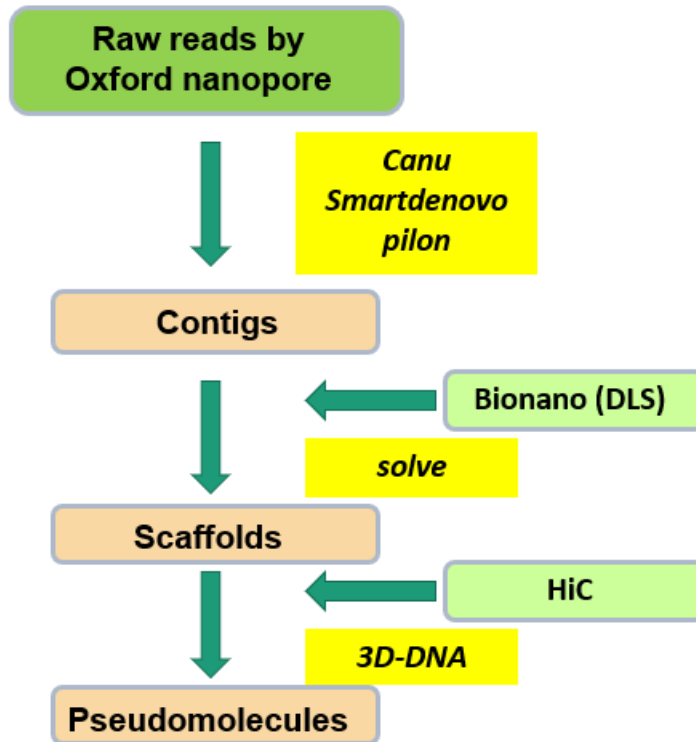 Raw reads by
Oxford nanopore
Canu
Smartdenovo
pilon
Contigs
Bionano (DLS)
solve
Scaffolds
HiC
3D-DNA
Pseudomolecules